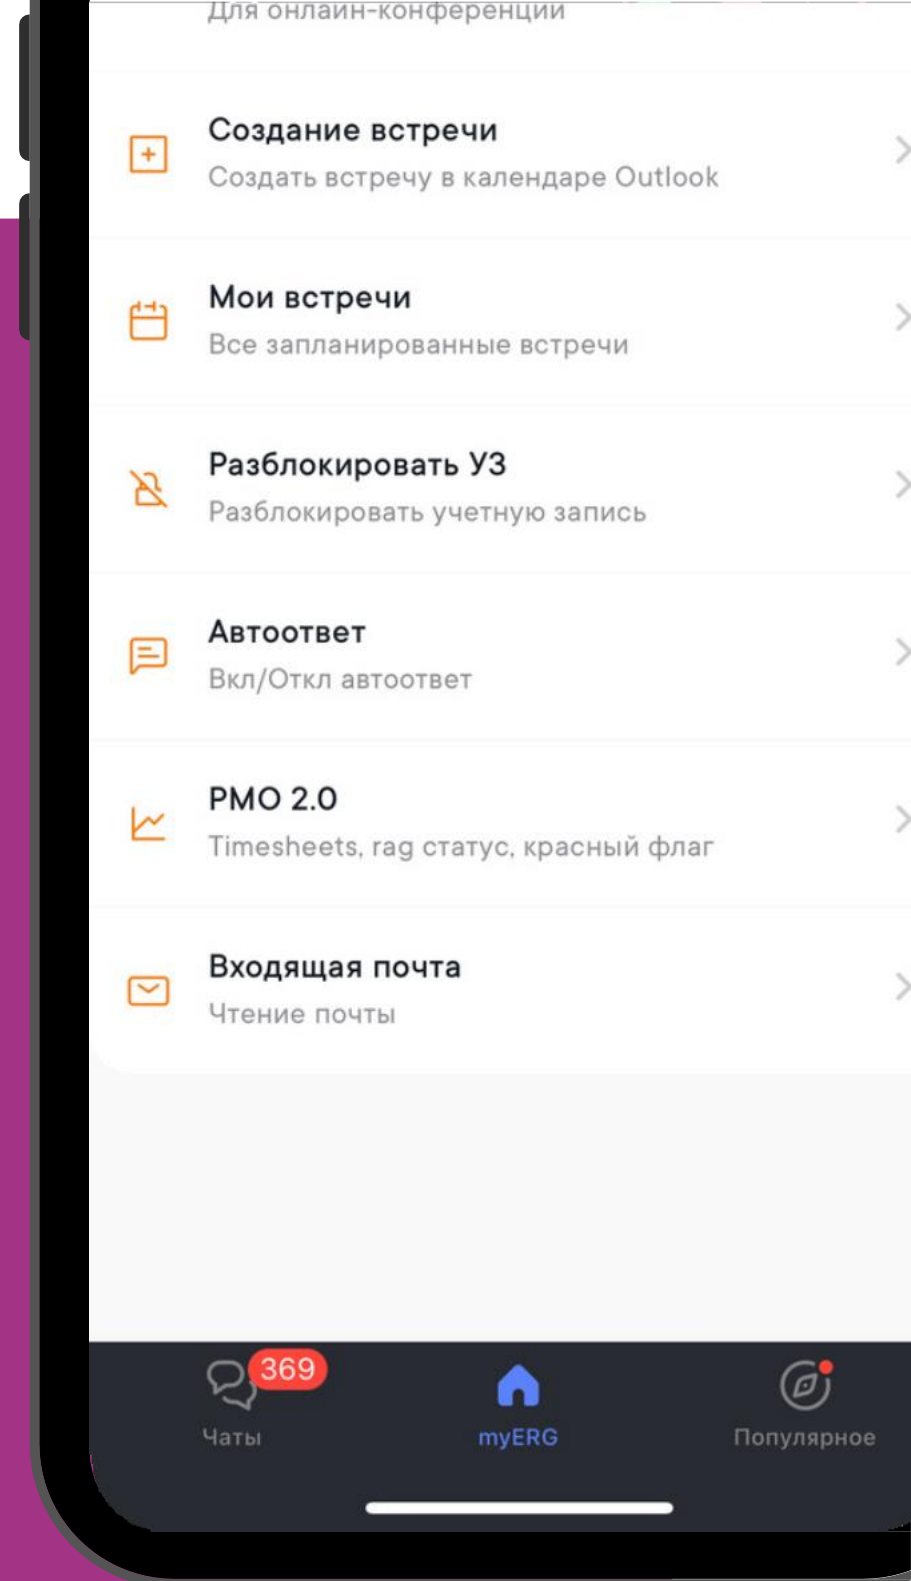 Для онлайн-конференции
Создание встречи
Создать встречу в календаре Outlook
Мои встречи
Все запланированные встречи
Разблокировать УЗ
Разблокировать учетную запись
Автоответ
Вкл/Откл автоответ
PMO 2.0
Timesheets, rag статус, красный флаг
Входящая почта
Чтение почты
369
Чаты
myERG
Популярное